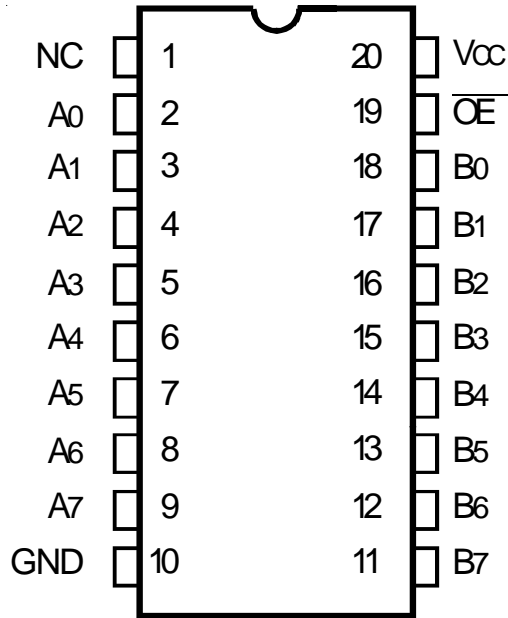 NC 1 20 Vcc
A0 2 19 O̅E̅
A1 3 18 B0
A2 4 17 B1
A3 5 16 B2
A4 6 15 B3
A5 7 14 B4
A6 8 13 B5
A7 9 12 B6
GND 10 11 B7